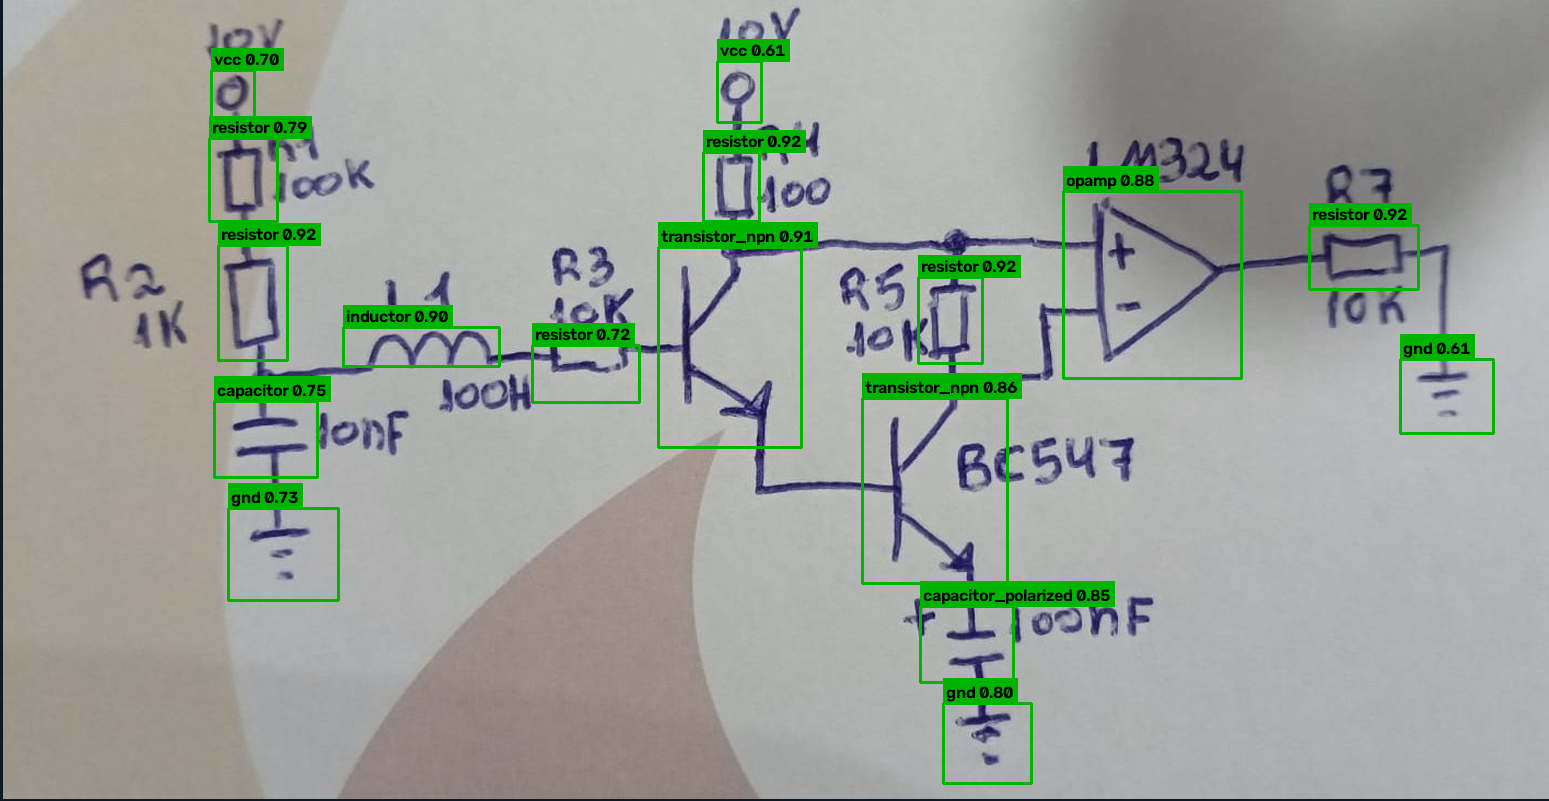 10V
vcc 0.70
resistor 0.79
R1
100K
resistor 0.92
R2
1K
capacitor 0.75
10nF
gnd 0.73
L1
inductor 0.90
100H
R3
10K
resistor 0.72
10V
vcc 0.61
resistor 0.92
R4
100
transistor_npn 0.91
resistor 0.92
R5
10K
transistor_npn 0.86
BC547
capacitor_polarized 0.85
+
100nF
gnd 0.80
LM324
opamp 0.88
+
-
R7
resistor 0.92
10K
gnd 0.61